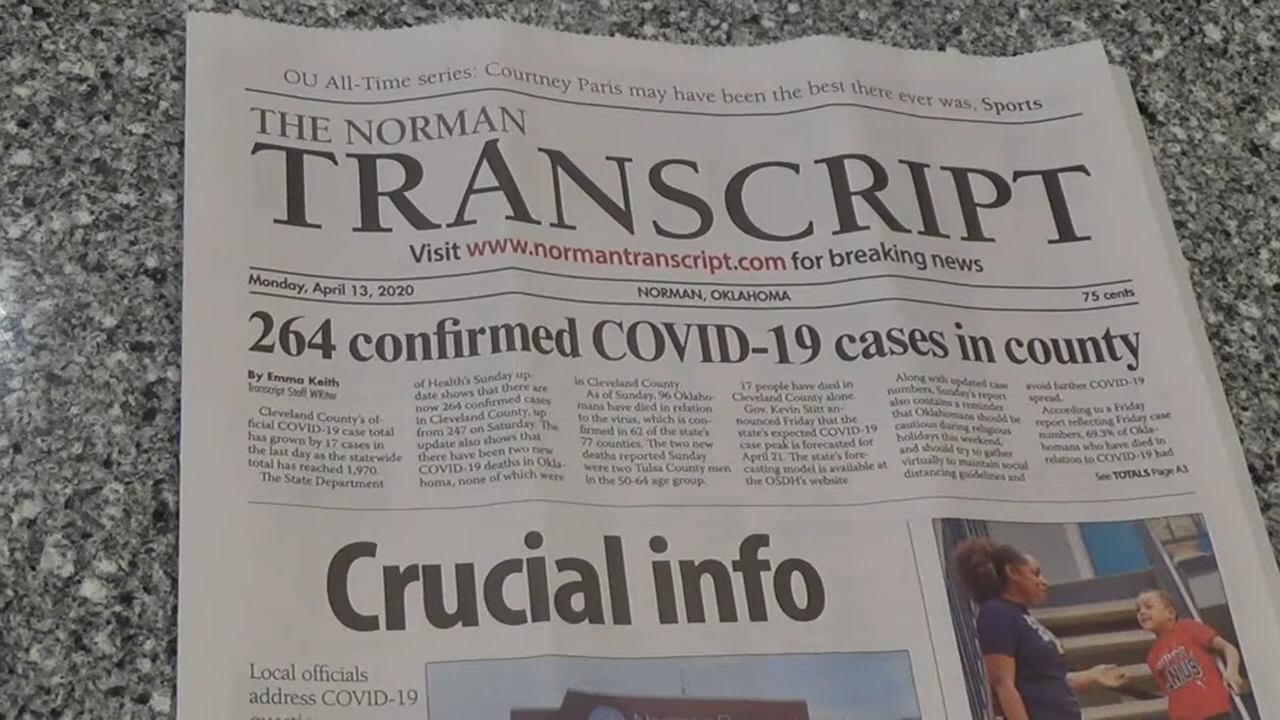 OU All-Time series: Courtney Paris may have been the best there ever was, Sports
THE NORMAN
TRANSCRIPT
Visit www.normantranscript.com for breaking news
Monday, April 13, 2020
NORMAN, OKLAHOMA
75 cents
264 confirmed COVID-19 cases in county
By Emma Keith
Transcript Staff Writer
Cleveland County's of-
ficial COVID-19 case total
has grown by 17 cases in
the last day as the statewide
total has reached 1,970.
The State Department
of Health's Sunday up-
date shows that there are
now 264 confirmed cases
in Cleveland County, up
from 247 on Saturday. The
update also shows that
there have been two new
COVID-19 deaths in Okla-
homa, none of which were
in Cleveland County.
As of Sunday, 96 Oklaho-
mans have died in relation
to the virus, which is con-
firmed in 62 of the state's
77 counties. The two new
deaths reported Sunday
were two Tulsa County men
in the 50-64 age group.
17 people have died in
Cleveland County alone.
Gov. Kevin Stitt an-
nounced Friday that the
state's expected COVID-19
case peak is forecasted for
April 21. The state's fore-
casting model is available at
the OSDH's website.
Along with updated case
numbers, Sunday's report
also contains a reminder
that Oklahomans should be
cautious during religious
holidays this weekend,
and should try to gather
virtually to maintain social
distancing guidelines and
avoid further COVID-19
spread.
According to a Friday
report reflecting Friday case
numbers, 69.3% of Okla-
homans who have died in
relation to COVID-19 had
See TOTALS Page A3
Crucial info
Local officials
address COVID-19